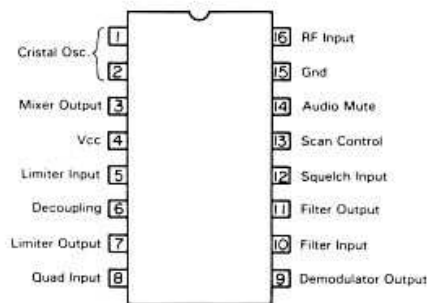 Cristal Osc.
1
2
Mixer Output 3
Vcc 4
Limiter Input 5
Decoupling 6
Limiter Output 7
Quad Input 8
16 RF Input
15 Gnd
14 Audio Mute
13 Scan Control
12 Squelch Input
11 Filter Output
10 Filter Input
9 Demodulator Output